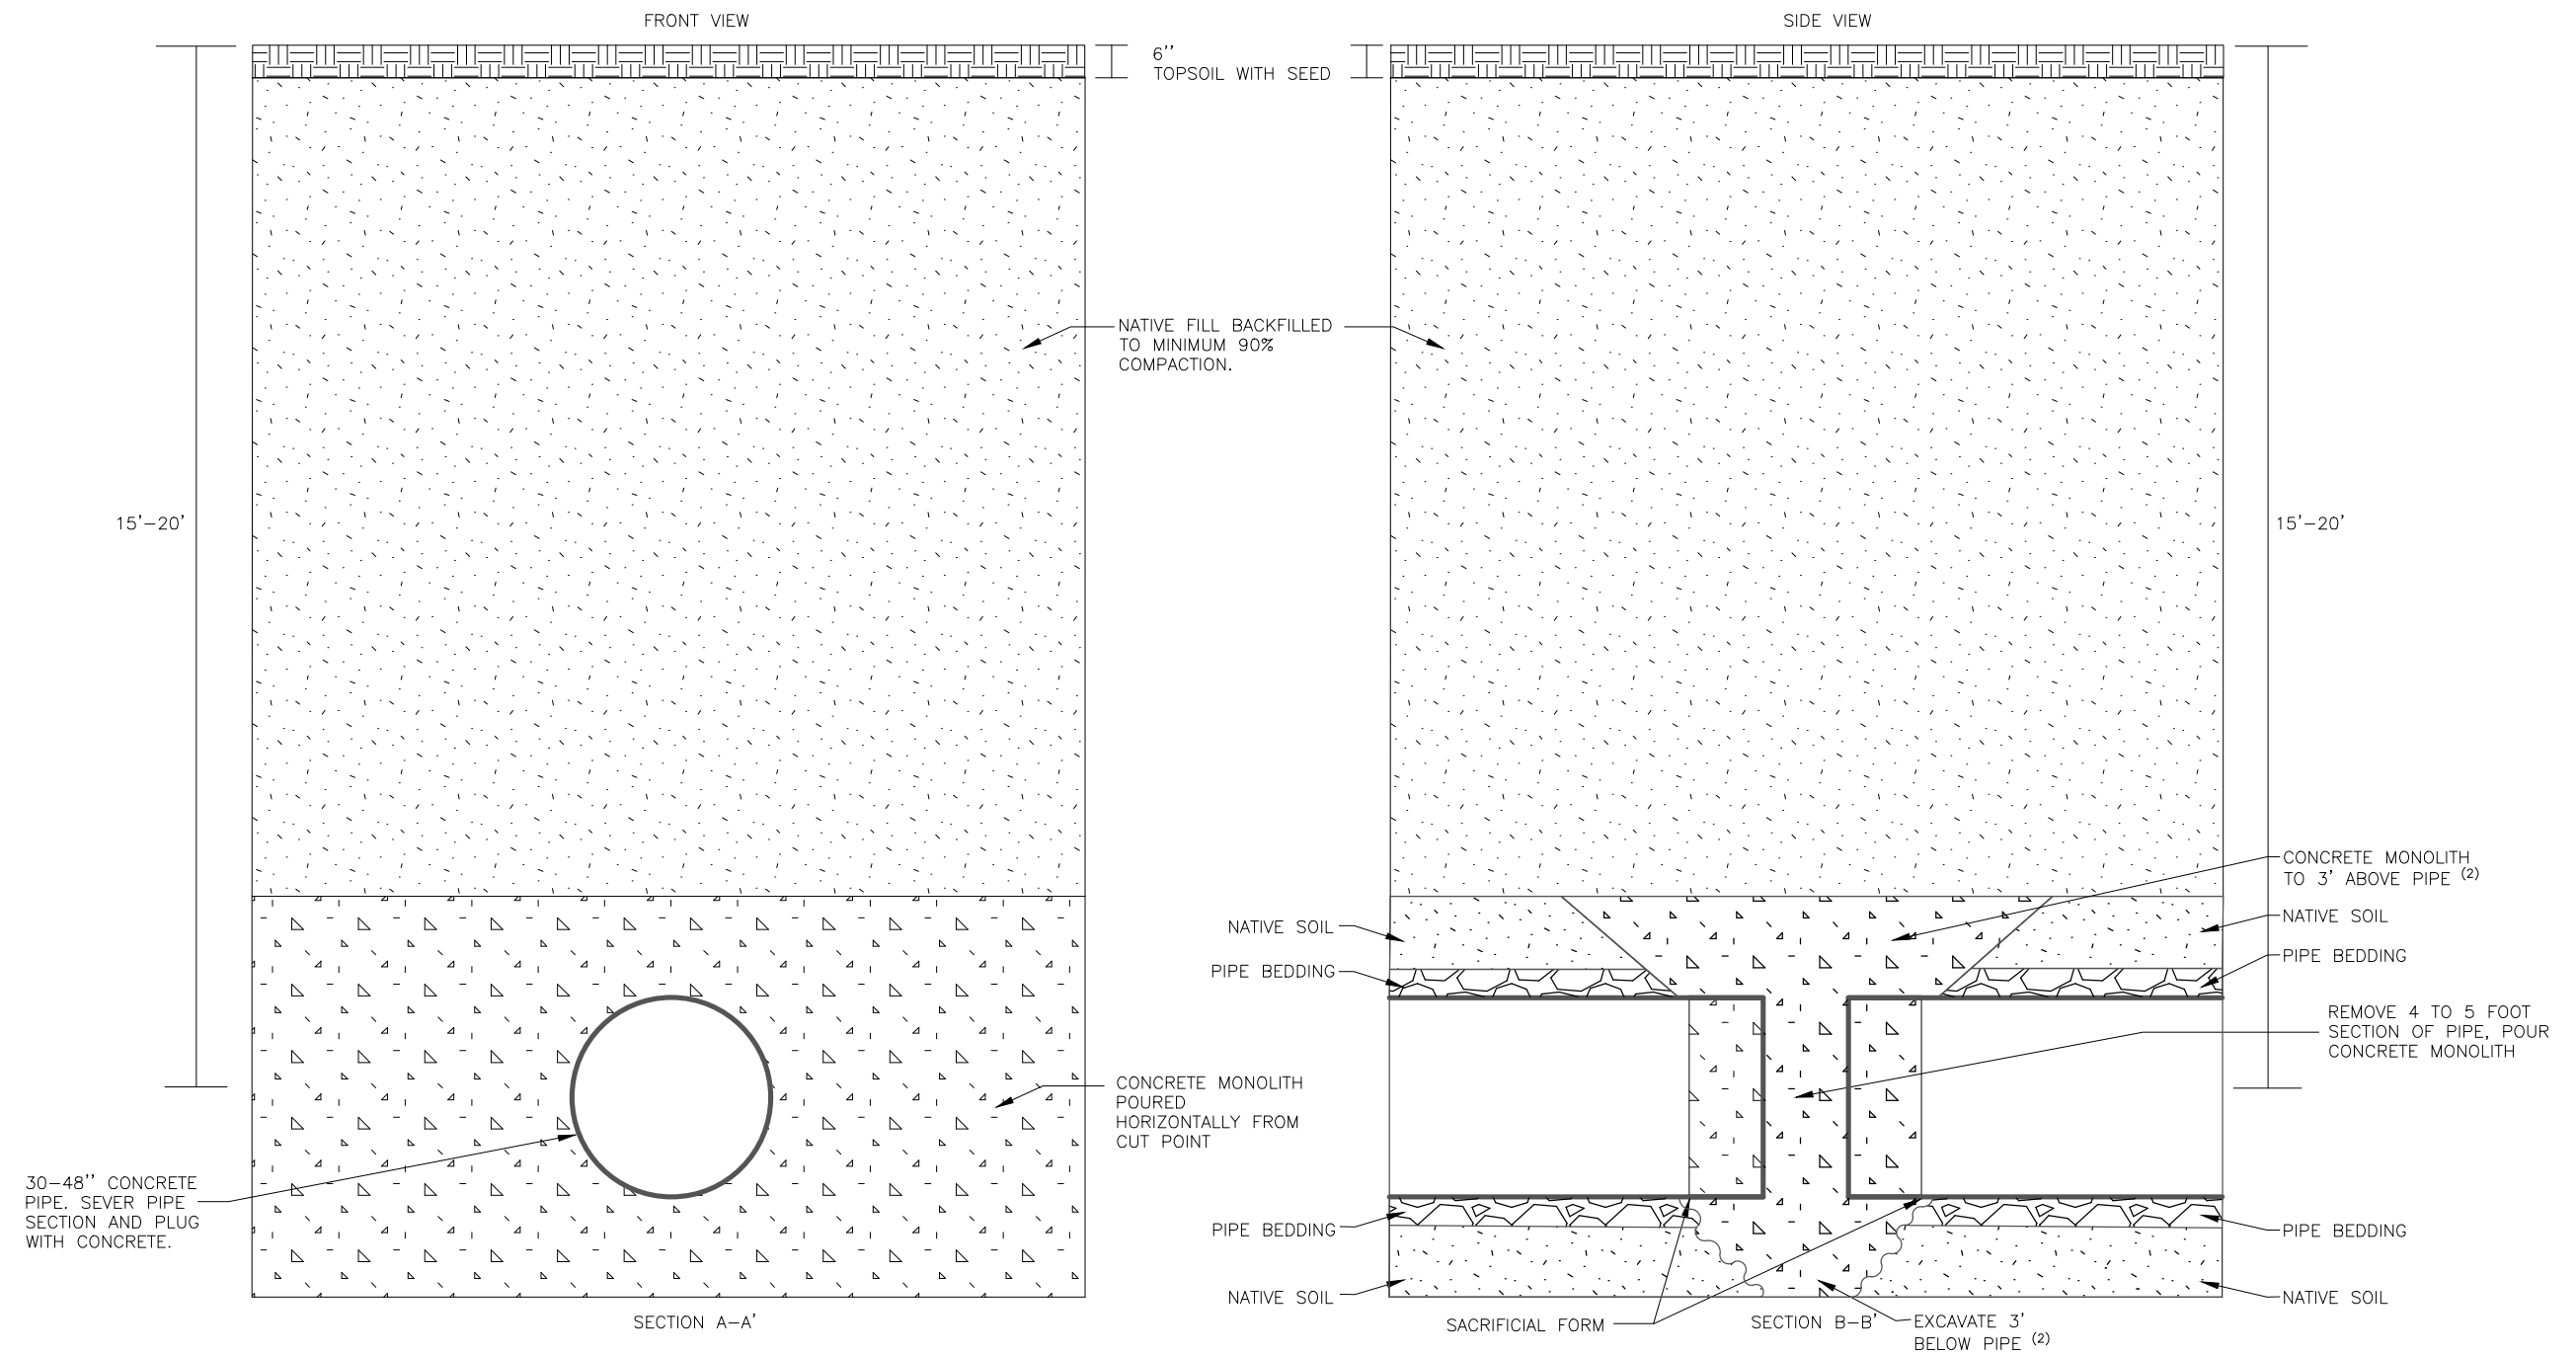 FRONT VIEW
SIDE VIEW
6’’
TOPSOIL WITH SEED
NATIVE FILL BACKFILLED
TO MINIMUM 90%
COMPACTION.
15’–20’
15’–20’
CONCRETE MONOLITH
TO 3’ ABOVE PIPE (2)
NATIVE SOIL
NATIVE SOIL
PIPE BEDDING
PIPE BEDDING
REMOVE 4 TO 5 FOOT
SECTION OF PIPE, POUR
CONCRETE MONOLITH
CONCRETE MONOLITH
POURED
HORIZONTALLY FROM
CUT POINT
30–48’’ CONCRETE
PIPE. SEVER PIPE
SECTION AND PLUG
WITH CONCRETE.
PIPE BEDDING
PIPE BEDDING
NATIVE SOIL
NATIVE SOIL
SECTION A–A’
SACRIFICIAL FORM
SECTION B–B’
EXCAVATE 3’
BELOW PIPE (2)